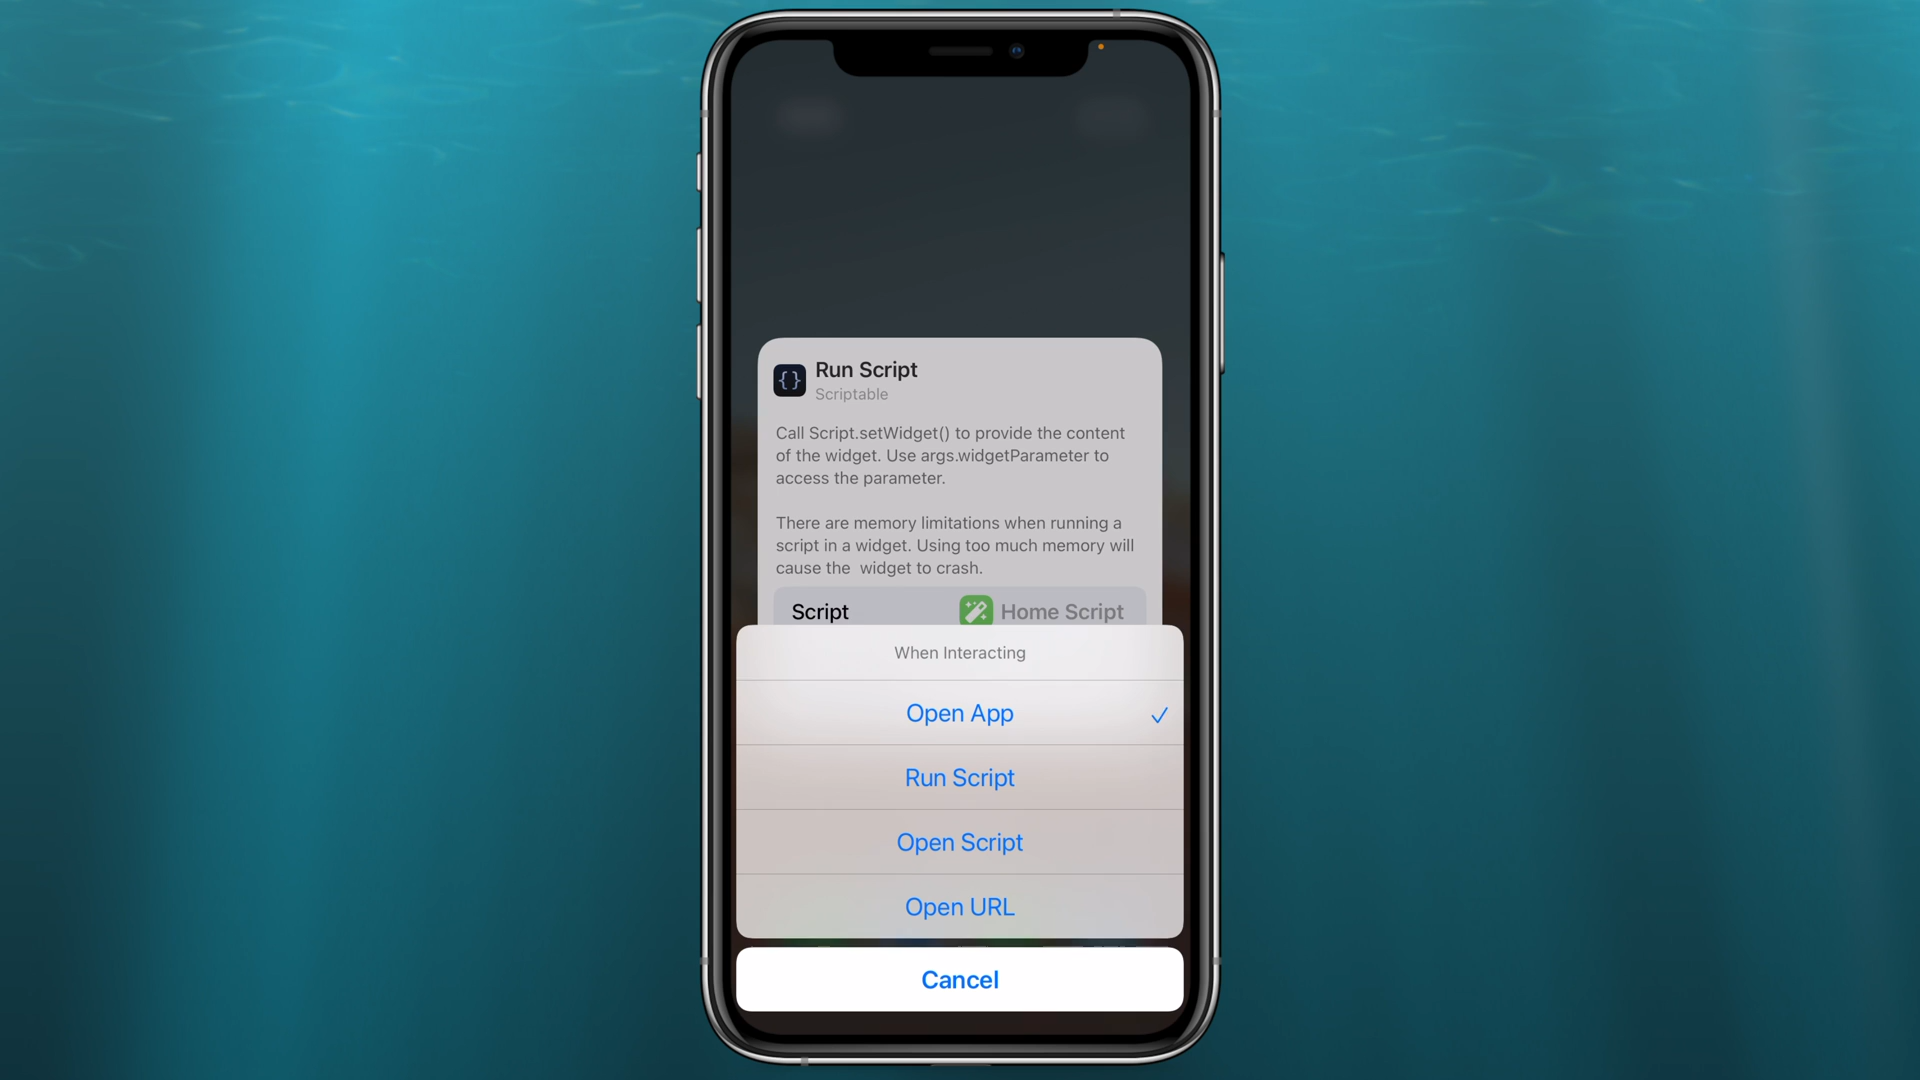 Run Script
Scriptable
Call Script.setWidget() to provide the content
of the widget. Use args.widgetParameter to
access the parameter.
There are memory limitations when running a
script in a widget. Using too much memory will
cause the  widget to crash.
Script Home Script
When Interacting
Open App
Run Script
Open Script
Open URL
Cancel